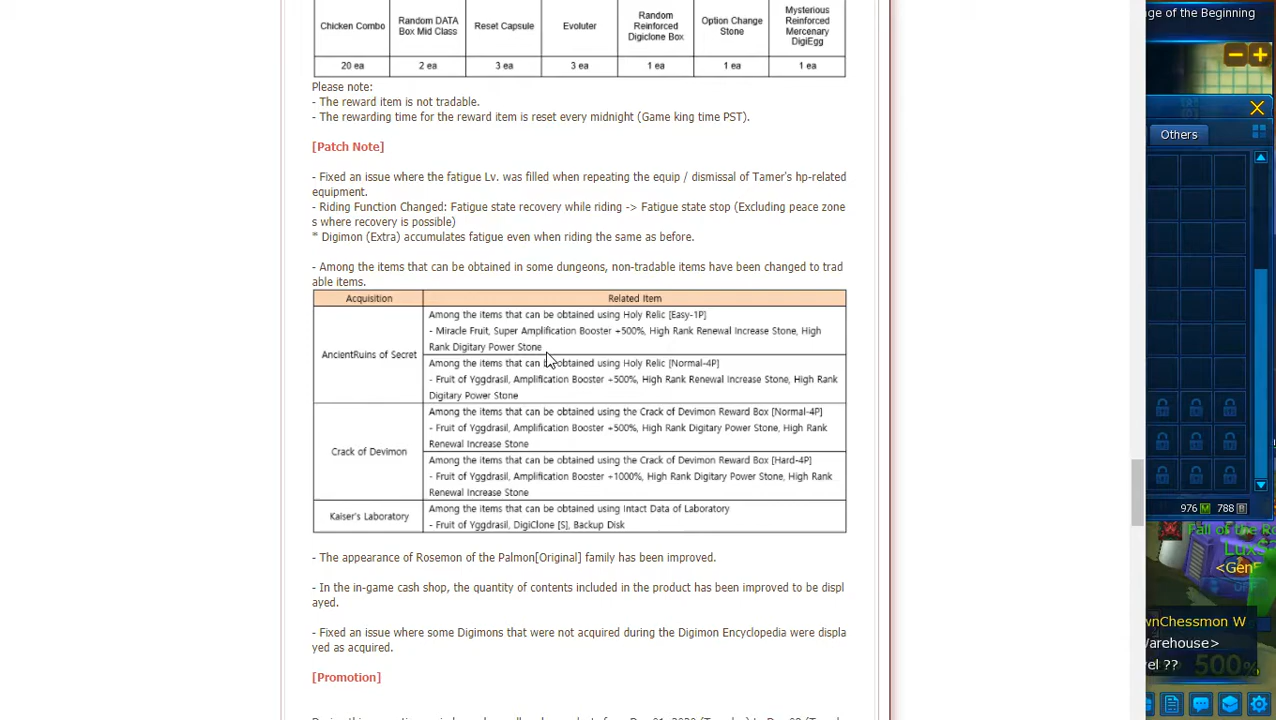 Chicken Combo
Random DATA
Box Mid Class
Reset Capsule
Evoluter
Random
Reinforced
Digiclone Box
Option Change
Stone
Mysterious
Reinforced
Mercenary
DigiEgg
20 ea 2 ea 3 ea 3 ea 1 ea 1 ea 1 ea
Please note:
- The reward item is not tradable.
- The rewarding time for the reward item is reset every midnight (Game king time PST).
[Patch Note]
- Fixed an issue where the fatigue Lv. was filled when repeating the equip / dismissal of Tamer's hp-related
equipment.
- Riding Function Changed: Fatigue state recovery while riding -> Fatigue state stop (Excluding peace zone
s where recovery is possible)
* Digimon (Extra) accumulates fatigue even when riding the same as before.
- Among the items that can be obtained in some dungeons, non-tradable items have been changed to trad
able items.
Acquisition Related Item
AncientRuins of Secret
Among the items that can be obtained using Holy Relic [Easy-1P]
- Miracle Fruit, Super Amplification Booster +500%, High Rank Renewal Increase Stone, High
Rank Digitary Power Stone
Among the items that can be obtained using Holy Relic [Normal-4P]
- Fruit of Yggdrasil, Amplification Booster +500%, High Rank Renewal Increase Stone, High Rank
Digitary Power Stone
Crack of Devimon
Among the items that can be obtained using the Crack of Devimon Reward Box [Normal-4P]
- Fruit of Yggdrasil, Amplification Booster +500%, High Rank Digitary Power Stone, High Rank
Renewal Increase Stone
Among the items that can be obtained using the Crack of Devimon Reward Box [Hard-4P]
- Fruit of Yggdrasil, Amplification Booster +1000%, High Rank Digitary Power Stone, High Rank
Renewal Increase Stone
Kaiser's Laboratory
Among the items that can be obtained using Intact Data of Laboratory
- Fruit of Yggdrasil, DigiClone [S], Backup Disk
- The appearance of Rosemon of the Palmon[Original] family has been improved.
- In the in-game cash shop, the quantity of contents included in the product has been improved to be displ
ayed.
- Fixed an issue where some Digimons that were not acquired during the Digimon Encyclopedia were displa
yed as acquired.
[Promotion]
ge of the Beginning
Others
976 M 788 B
Fall of the R
<Gen
wnChessmon W
Warehouse>
vel ??
500%